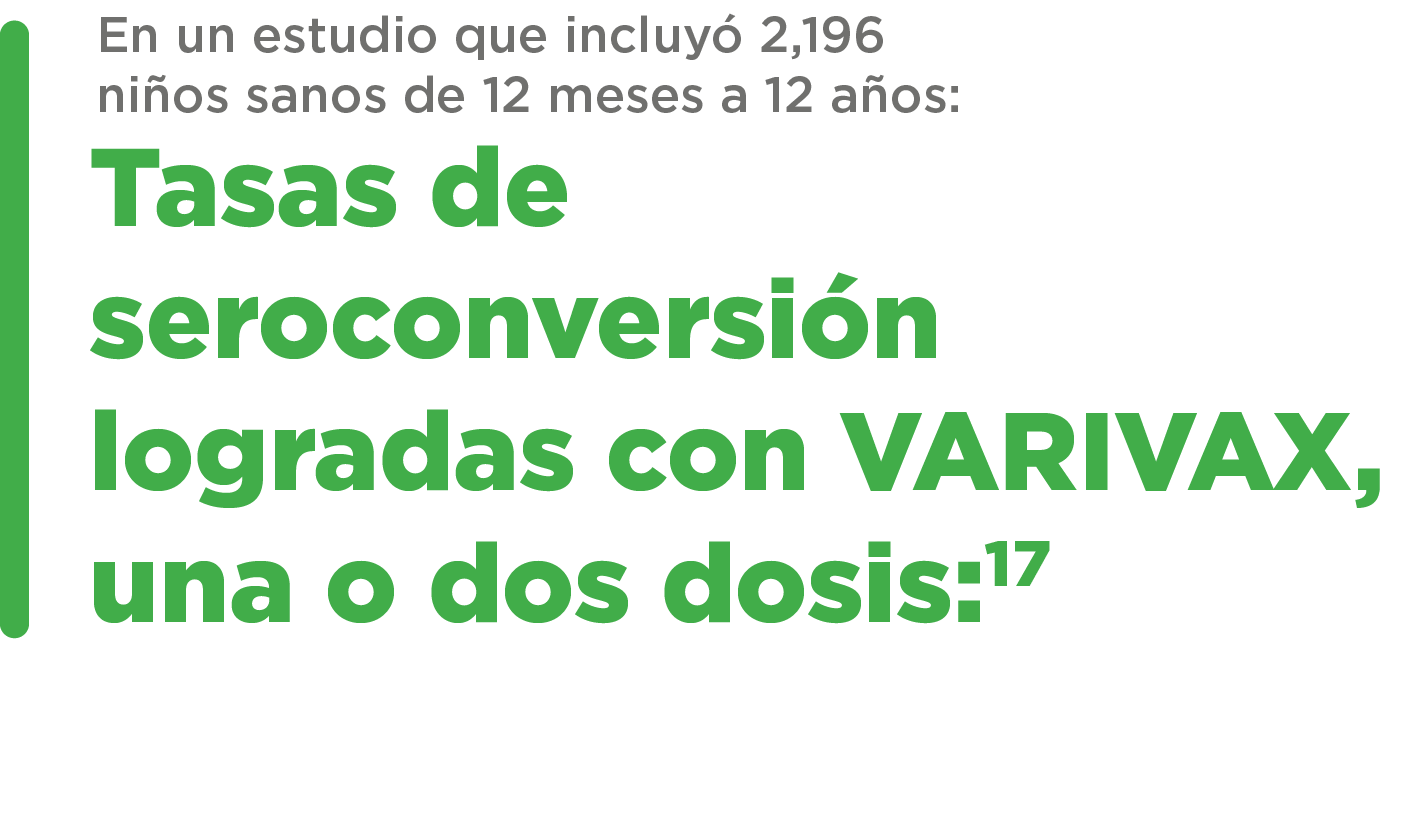 En un estudio que incluyó 2,196
niños sanos de 12 meses a 12 años:
Tasas de
seroconversión
logradas con VARIVAX,
una o dos dosis:¹⁷